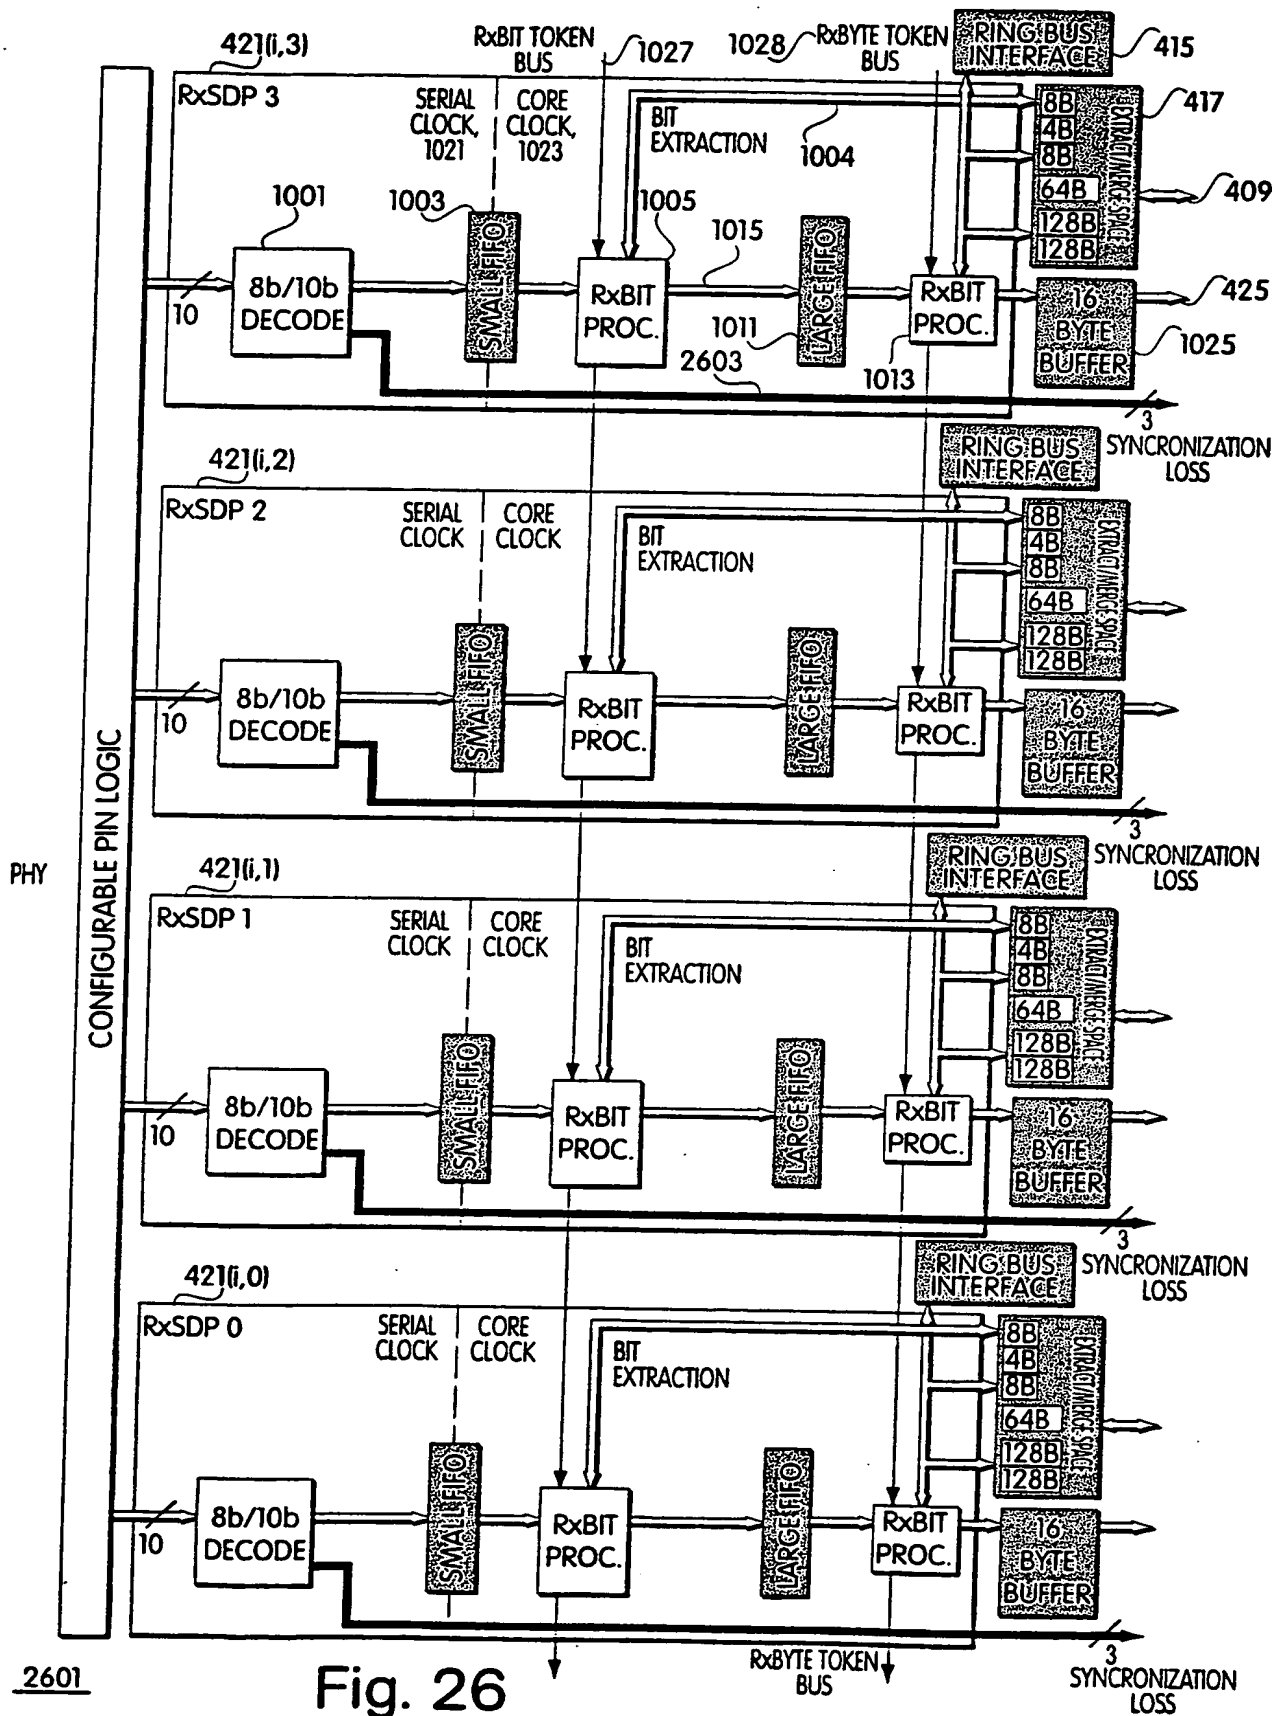 421(i,3)
RxBIT TOKEN
BUS
1027
1028
RxBYTE TOKEN
BUS
RING BUS
INTERFACE
415
RxSDP 3
SERIAL
CLOCK,
1021
CORE
CLOCK,
1023
BIT
EXTRACTION
1004
8B
4B
8B
64B
128B
128B
EXTRACT/MERGE SPACE
417
409
1001
8b/10b
DECODE
10
1003
SMALL FIFO
1005
RxBIT
PROC.
1015
LARGE FIFO
1011
RxBIT
PROC.
1013
16
BYTE
BUFFER
425
1025
2603
3
SYNCRONIZATION
LOSS
421(i,2)
RxSDP 2
SERIAL
CLOCK
CORE
CLOCK
BIT
EXTRACTION
RING BUS
INTERFACE
8B
4B
8B
64B
128B
128B
EXTRACT/MERGE SPACE
10
8b/10b
DECODE
SMALL FIFO
RxBIT
PROC.
LARGE FIFO
RxBIT
PROC.
16
BYTE
BUFFER
3
SYNCRONIZATION
LOSS
PHY
CONFIGURABLE PIN LOGIC
421(i,1)
RxSDP 1
SERIAL
CLOCK
CORE
CLOCK
BIT
EXTRACTION
RING BUS
INTERFACE
8B
4B
8B
64B
128B
128B
EXTRACT/MERGE SPACE
10
8b/10b
DECODE
SMALL FIFO
RxBIT
PROC.
LARGE FIFO
RxBIT
PROC.
16
BYTE
BUFFER
3
SYNCRONIZATION
LOSS
421(i,0)
RxSDP 0
SERIAL
CLOCK
CORE
CLOCK
BIT
EXTRACTION
RING BUS
INTERFACE
8B
4B
8B
64B
128B
128B
EXTRACT/MERGE SPACE
10
8b/10b
DECODE
SMALL FIFO
RxBIT
PROC.
LARGE FIFO
RxBIT
PROC.
16
BYTE
BUFFER
3
SYNCRONIZATION
LOSS
RxBYTE TOKEN
BUS
2601
Fig. 26